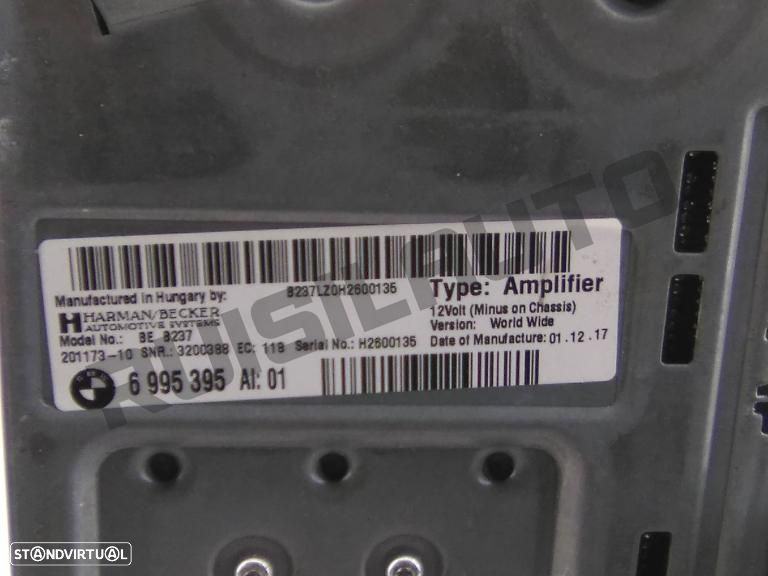 8237LZ0H2600135
Manufactured in Hungary by:
HARMAN/BECKER
AUTOMOTIVE SYSTEMS
Model No.: BE 8237
201173-10 SNR.: 3200388 EC: 119 Serial No.: H2600135
6 995 395 AI: 01
Type: Amplifier
12Volt (Minus on Chassis)
Version: World Wide
Date of Manufacture: 01.12.17
RUISILAUTO
STANDVIRTUAL